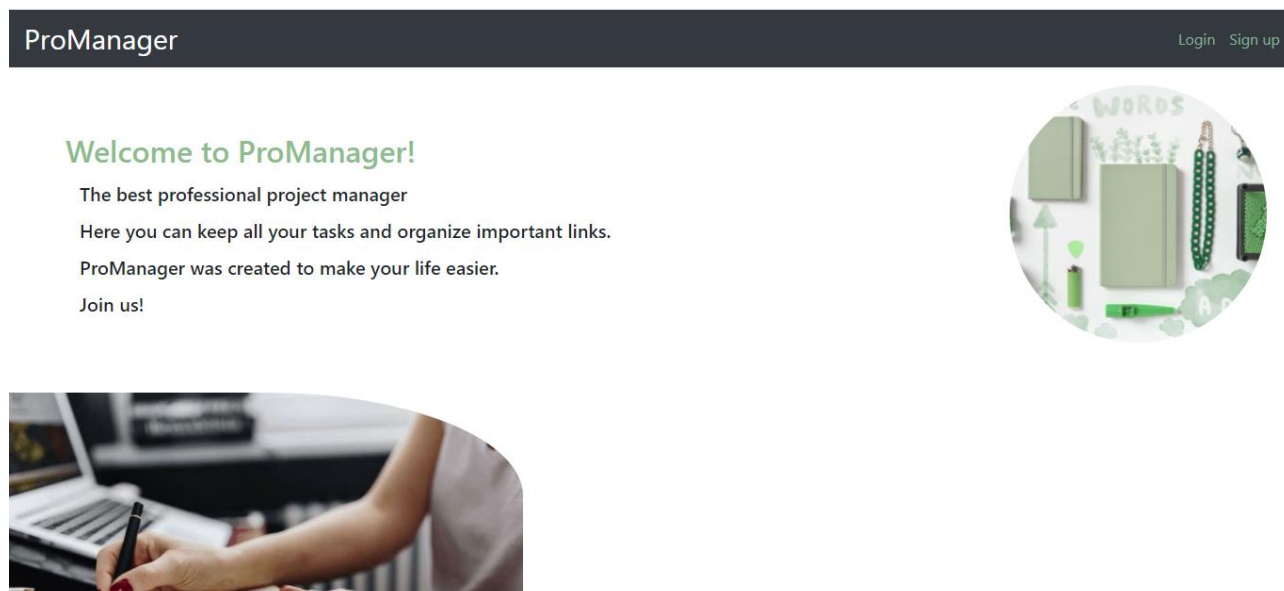 ProManager
Login Sign up
WORDS
Welcome to ProManager!
The best professional project manager
Here you can keep all your tasks and organize important links.
ProManager was created to make your life easier.
Join us!